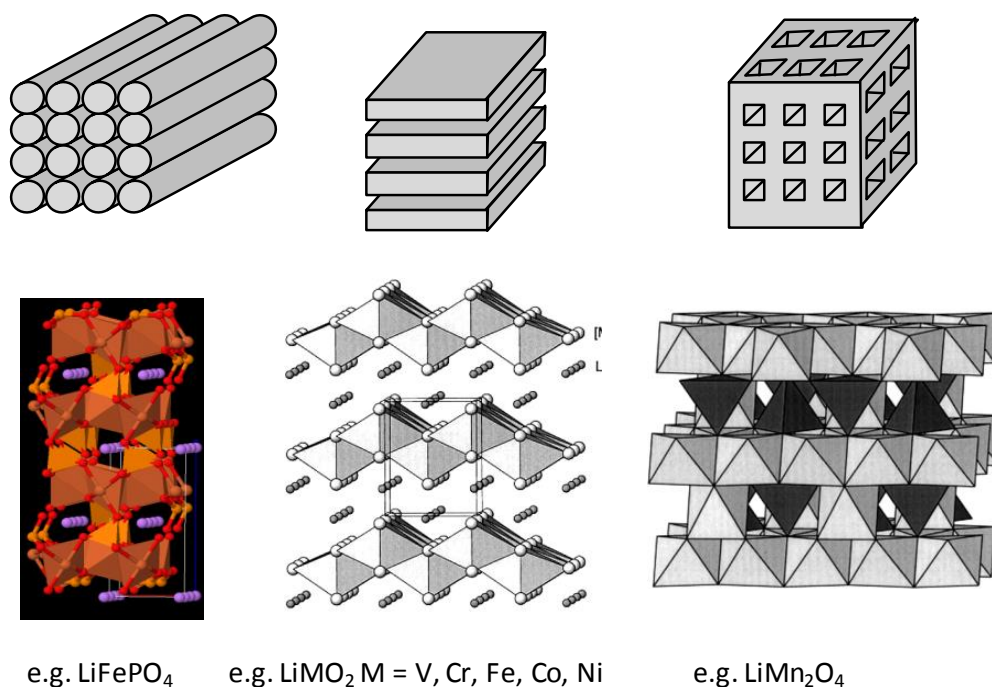 [M
L
e.g. LiFePO₄ e.g. LiMO₂ M = V, Cr, Fe, Co, Ni e.g. LiMn₂O₄